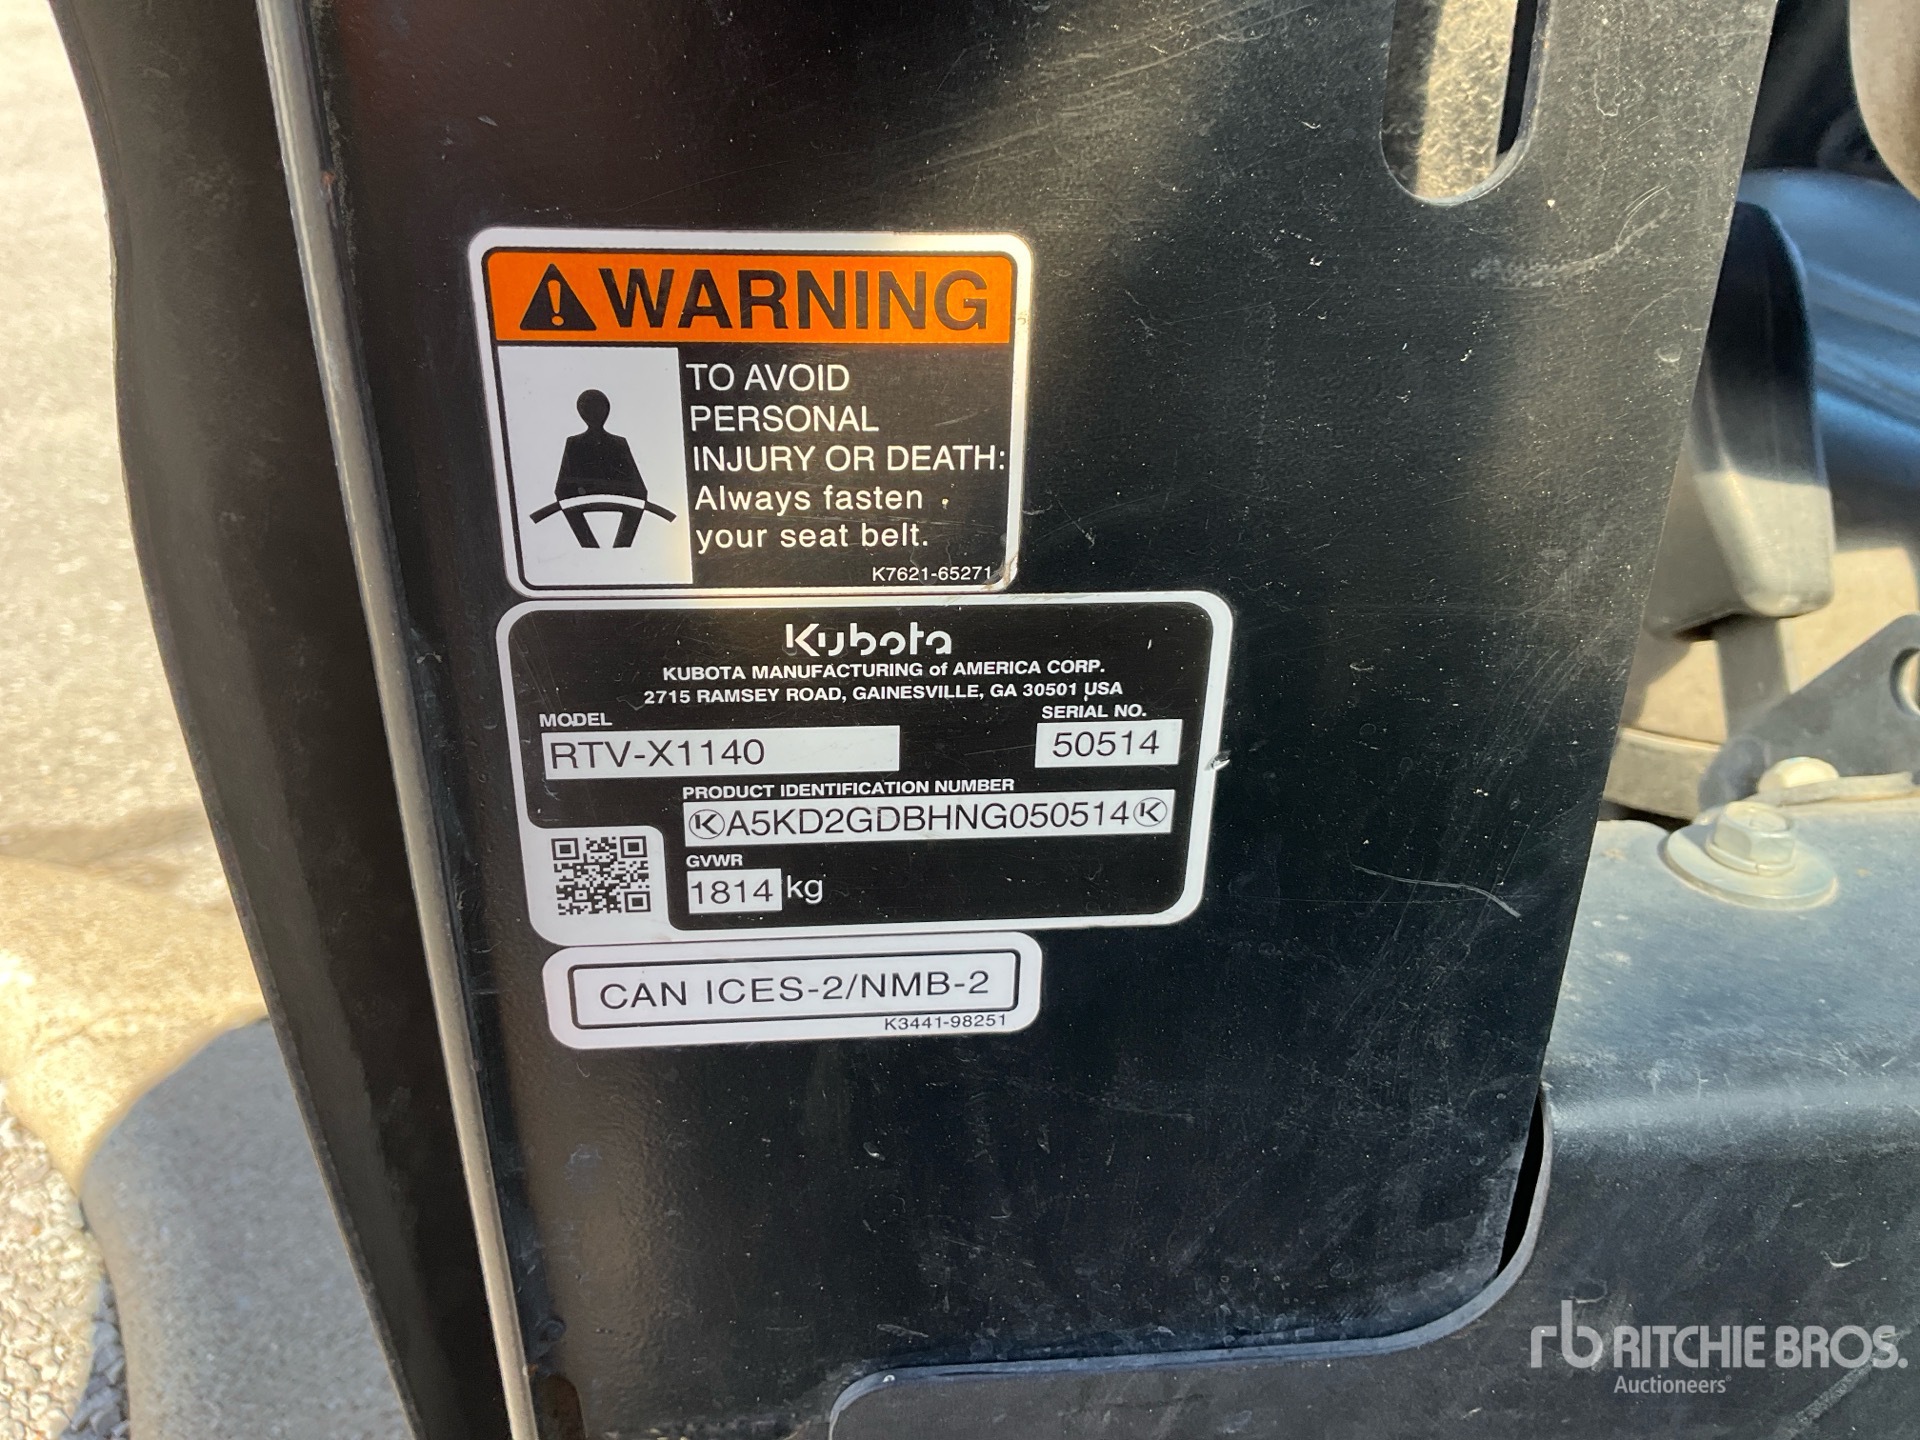 WARNING
TO AVOID
PERSONAL
INJURY OR DEATH:
Always fasten
your seat belt.
K7621-65271
Kubota
KUBOTA MANUFACTURING of AMERICA CORP.
2715 RAMSEY ROAD, GAINESVILLE, GA 30501 USA
MODEL SERIAL NO.
RTV-X1140 50514
PRODUCT IDENTIFICATION NUMBER
K A5KD2GDBHNG050514 K
GVWR
1814 kg
CAN ICES-2/NMB-2
K3441-98251
rb RITCHIE BROS.
Auctioneers